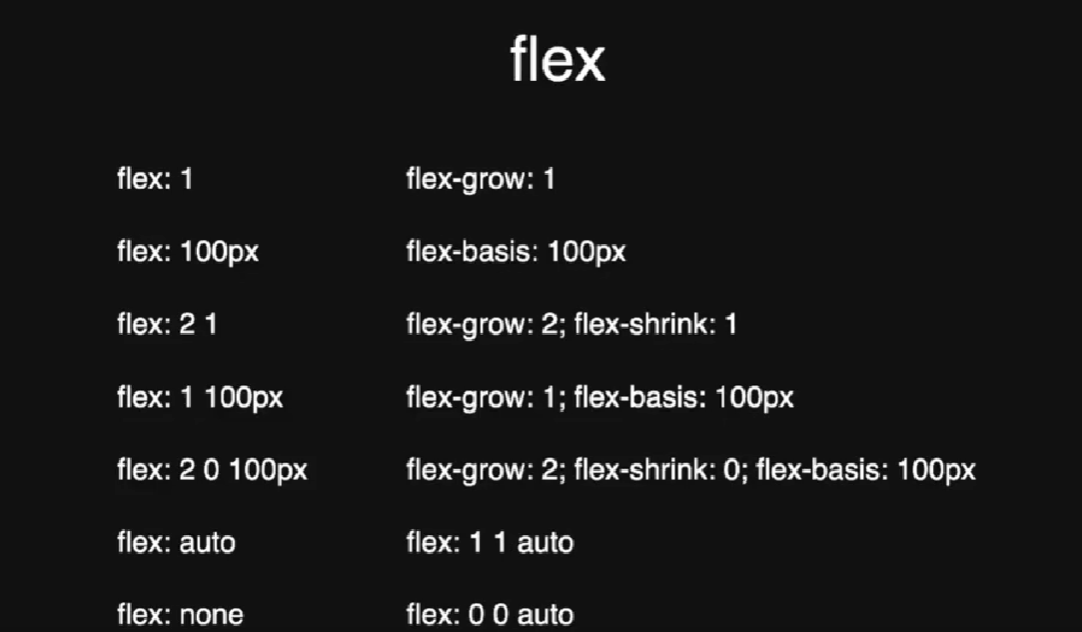 flex
flex: 1 flex-grow: 1
flex: 100px flex-basis: 100px
flex: 2 1 flex-grow: 2; flex-shrink: 1
flex: 1 100px flex-grow: 1; flex-basis: 100px
flex: 2 0 100px flex-grow: 2; flex-shrink: 0; flex-basis: 100px
flex: auto flex: 1 1 auto
flex: none flex: 0 0 auto